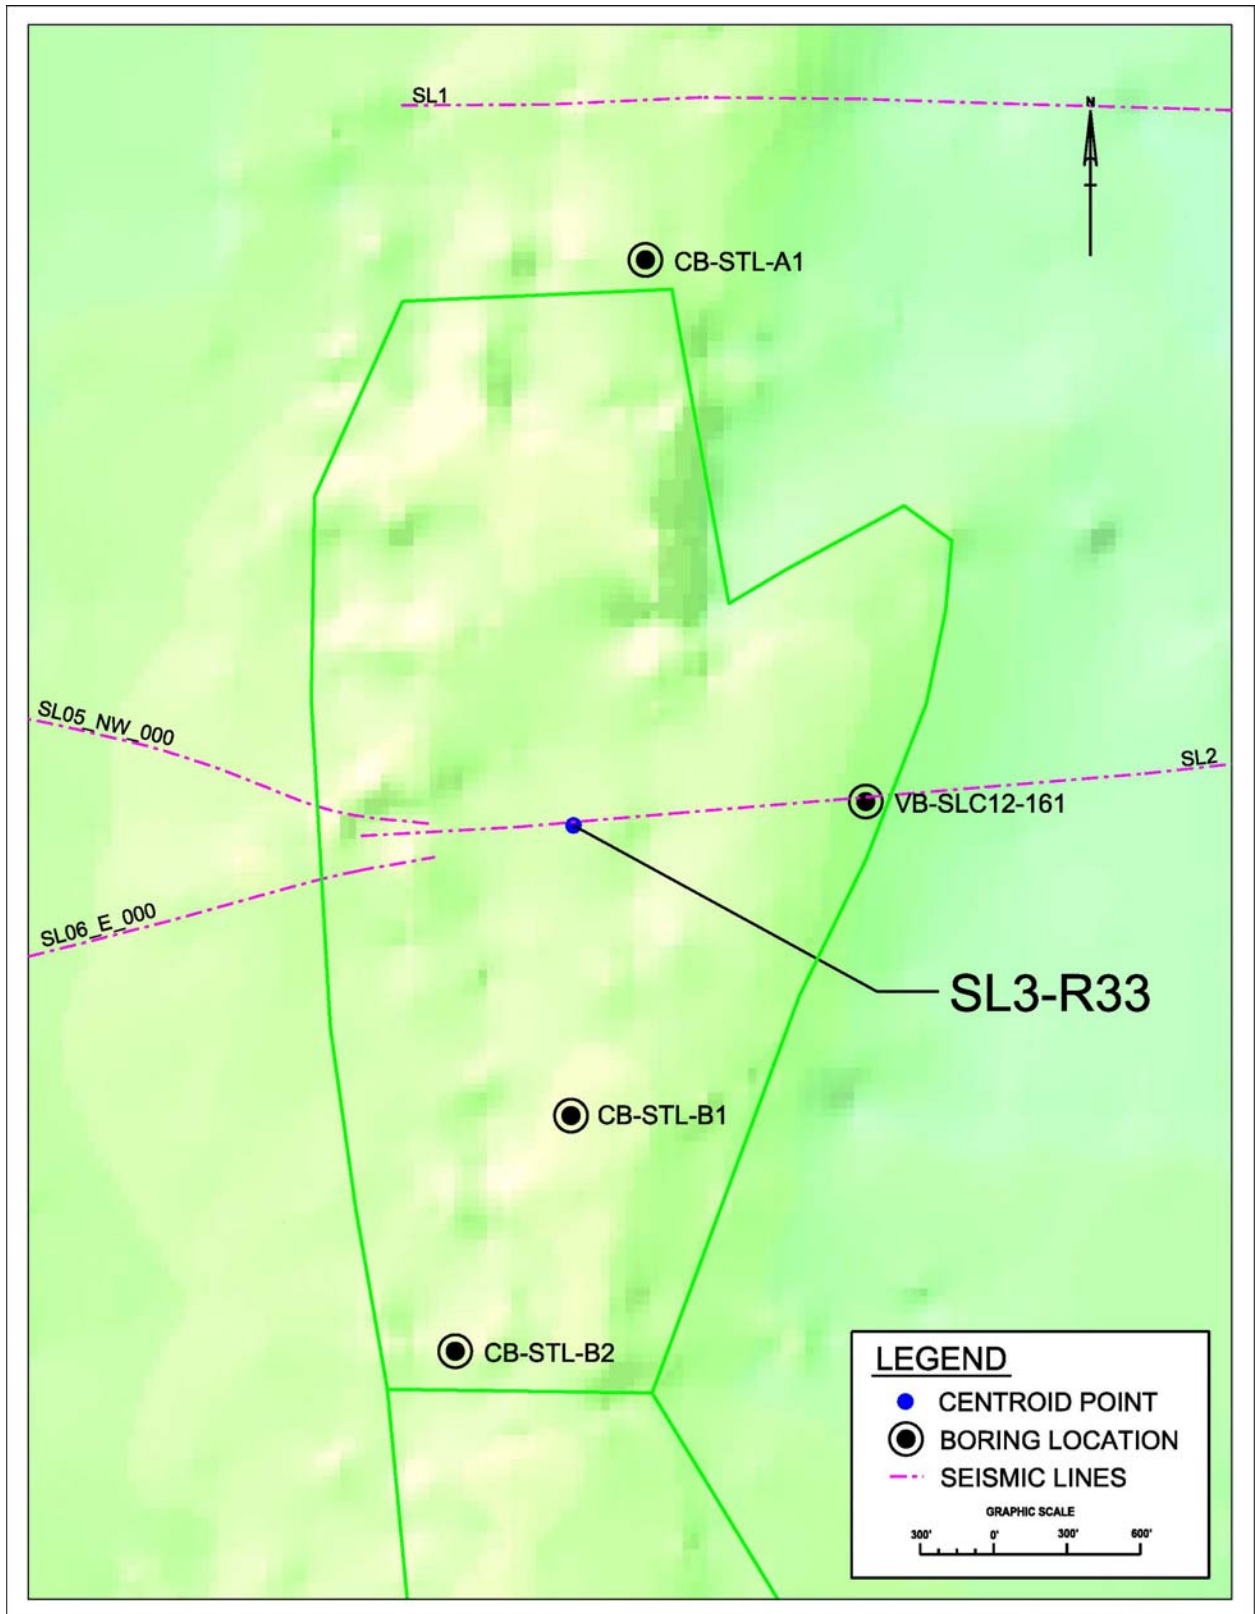 SL1
N
CB-STL-A1
SL05_NW_000
SL2
VB-SLC12-161
SL06_E_000
SL3-R33
CB-STL-B1
CB-STL-B2
LEGEND
CENTROID POINT
BORING LOCATION
SEISMIC LINES
GRAPHIC SCALE
300' 0' 300' 600'